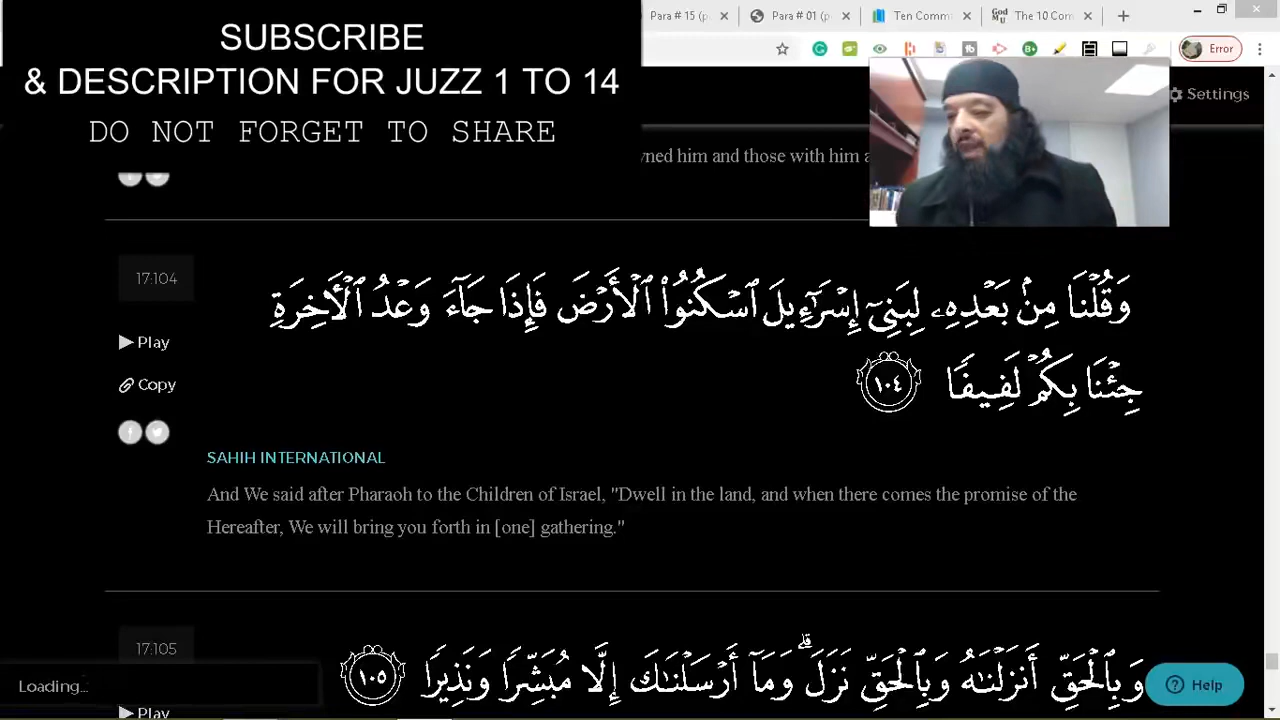 SUBSCRIBE
& DESCRIPTION FOR JUZZ 1 TO 14
DO NOT FORGET TO SHARE
Para # 15 (p
Para # 01 (p
Ten Comm
The 10 Com
Error
Settings
him and those with him
17:104
وَقُلْنَا مِنۢ بَعْدِهِۦ لِبَنِىٓ إِسْرَٰٓءِيلَ ٱسْكُنُوا۟ ٱلْأَرْضَ فَإِذَا جَآءَ وَعْدُ ٱلْـَٔاخِرَةِ
جِئْنَا بِكُمْ لَفِيفًا ١٠٤
Play
Copy
SAHIH INTERNATIONAL
And We said after Pharaoh to the Children of Israel, "Dwell in the land, and when there comes the promise of the
Hereafter, We will bring you forth in [one] gathering."
17:105
وَبِٱلْحَقِّ أَنزَلْنَٰهُ وَبِٱلْحَقِّ نَزَلَ ۗ وَمَآ أَرْسَلْنَٰكَ إِلَّا مُبَشِّرًا وَنَذِيرًا ١٠٥
Loading...
Help
Play